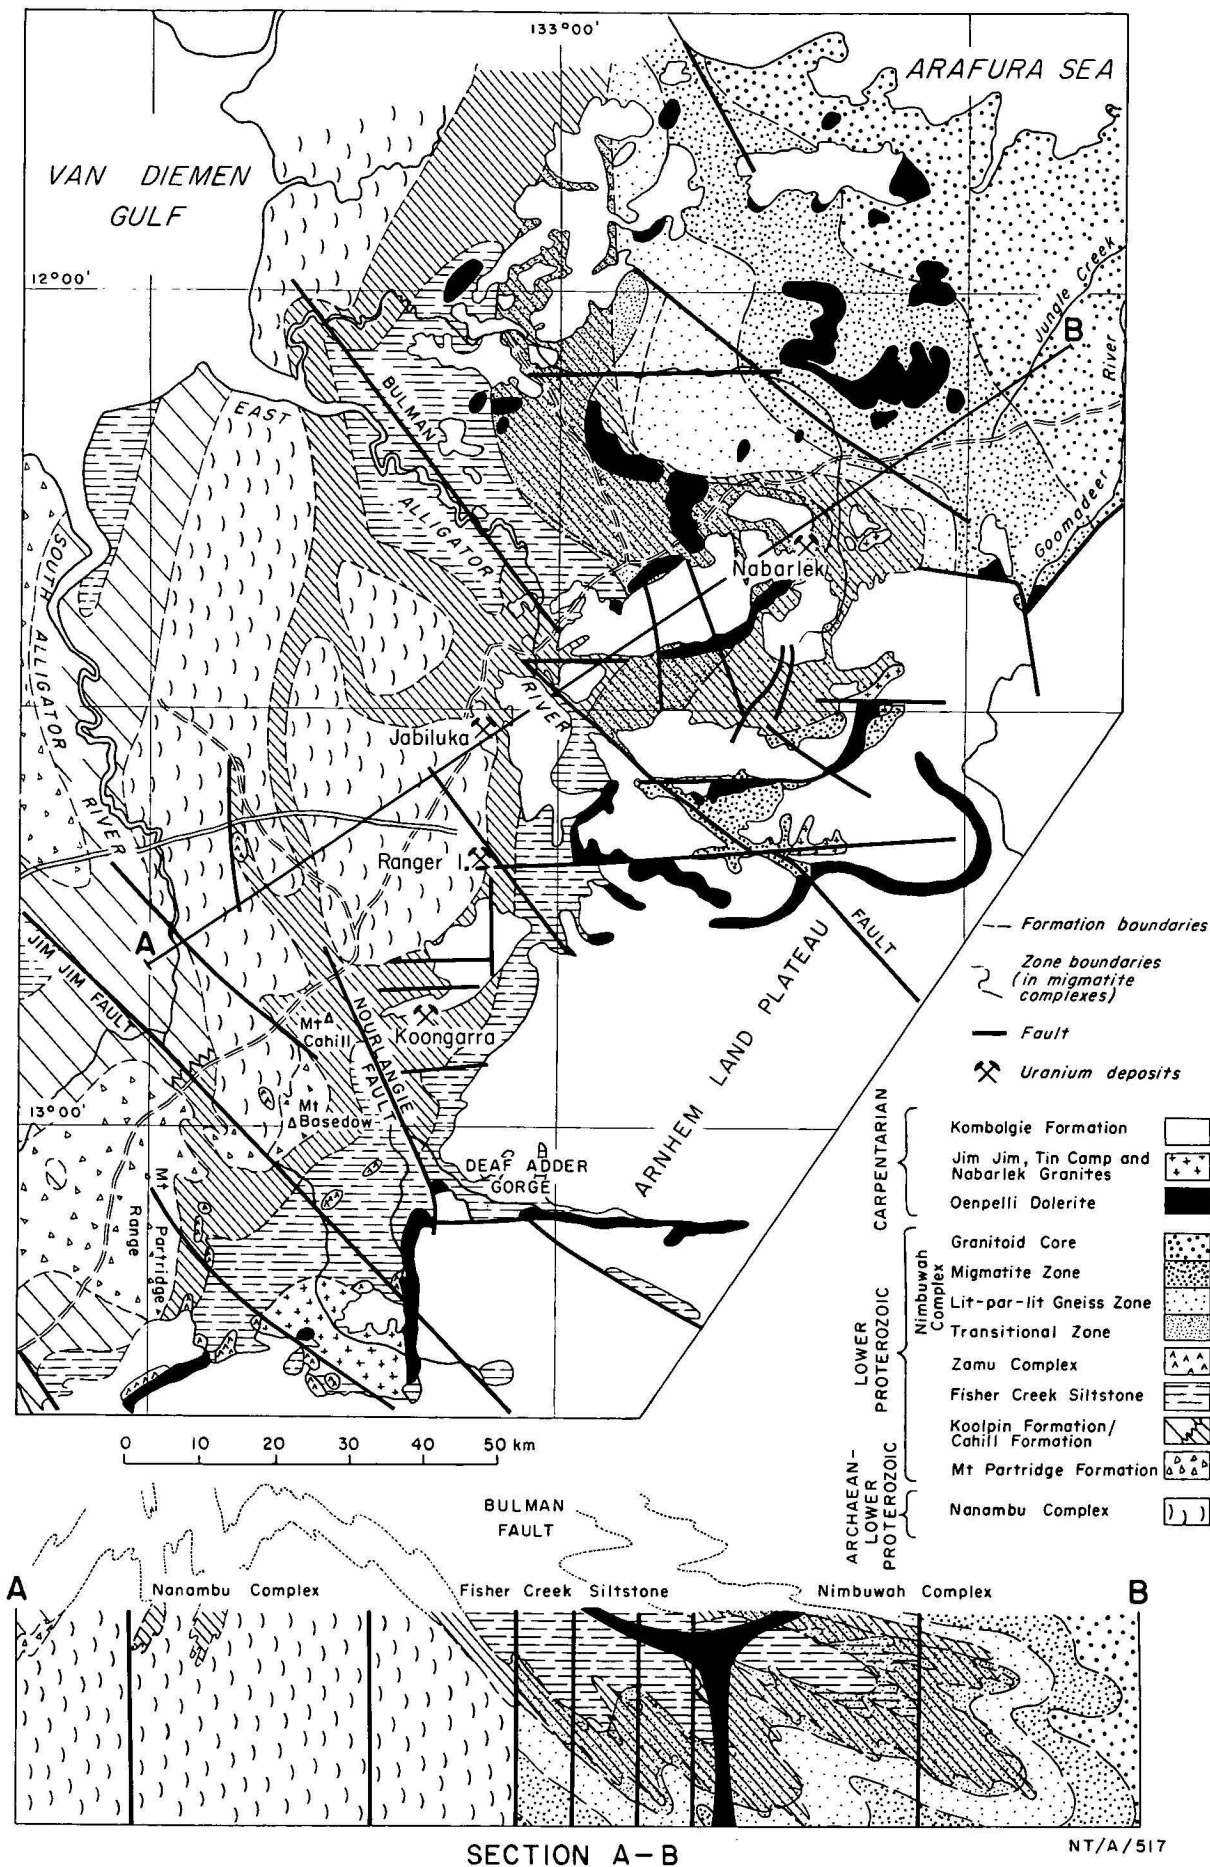 133°00'
ARAFURA SEA
VAN DIEMEN
GULF
12°00'
Jungle Creek
B
River
EAST
BULMAN
ALLIGATOR
Goomadeer
SOUTH
Nabarlek
ALLIGATOR
RIVER
Jabiluka
RIVER
Ranger 1
A
JIM JIM FAULT
NOURLANGIE
FAULT
Mt
Cahill
Koongarra
FAULT
ARNHEM LAND PLATEAU
13°00'
Mt
Basedow
DEAF ADDER
GORGE
Mt
Partridge
Range
Formation boundaries
Zone boundaries
(in migmatite
complexes)
Fault
Uranium deposits
CARPENTARIAN
Kombolgie Formation
Jim Jim, Tin Camp and
Nabarlek Granites
Oenpelli Dolerite
LOWER
PROTEROZOIC
Nimbuwah
Complex
Granitoid Core
Migmatite Zone
Lit-par-lit Gneiss Zone
Transitional Zone
Zamu Complex
Fisher Creek Siltstone
Koolpin Formation/
Cahill Formation
Mt Partridge Formation
ARCHAEAN-
LOWER
PROTEROZOIC
Nanambu Complex
0 10 20 30 40 50 km
BULMAN
FAULT
A
Nanambu Complex
Fisher Creek Siltstone
Nimbuwah Complex
B
SECTION A-B
NT/A/517